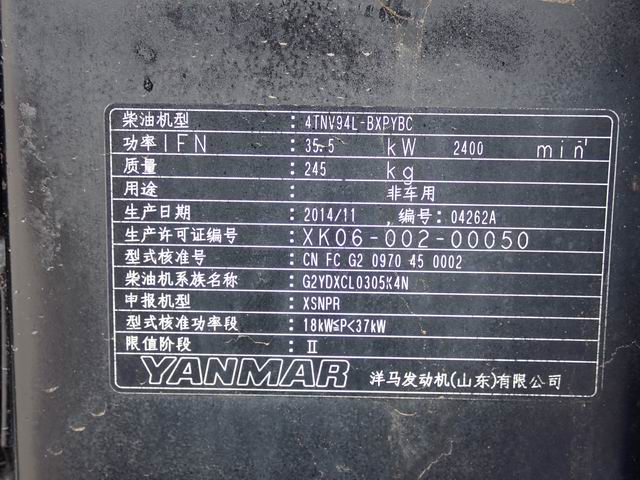 柴油机型 : 4TNV94L-BXPYBC
功率IFN : 35.5 kW 2400 min⁻¹
质量 : 245 kg
用途 : 非车用
生产日期 : 2014/11 , 编号: 04262A
生产许可证编号 : XK06-002-00050
型式核准号 : CN FC G2 0970 45 0002
柴油机系族名称 : G2YDXCL0305K4N
申报机型 : XSNPR
型式核准功率段 : 18kW≤P<37kW
限值阶段 : Ⅱ
YANMAR 洋马发动机(山东)有限公司